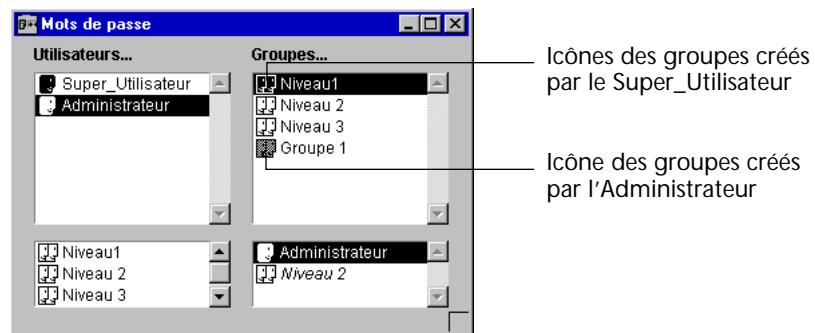 Mots de passe
Utilisateurs...
Groupes...
Super_Utilisateur
Administrateur
Niveau1
Niveau 2
Niveau 3
Groupe 1
Niveau1
Niveau 2
Niveau 3
Administrateur
Niveau 2
Icônes des groupes créés
par le Super_Utilisateur
Icône des groupes créés
par l'Administrateur